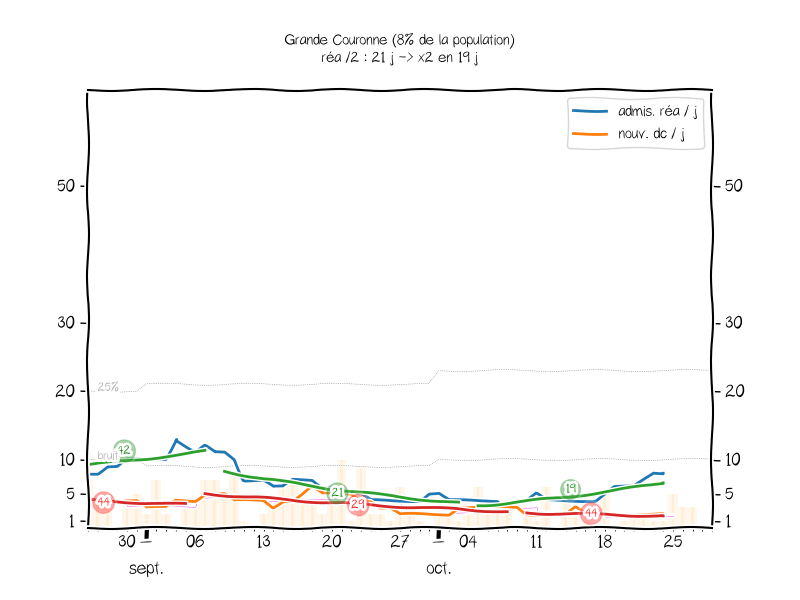 Grande Couronne (8% de la population)
réa /2 : 21 j -> x2 en 19 j
admis. réa / j
nouv. dc / j
50 50
30 30
25%
20 20
42
bruit
10 10
44 21 29 19 44
5 5
1 1
30 06 13 20 27 04 11 18 25
sept. oct.